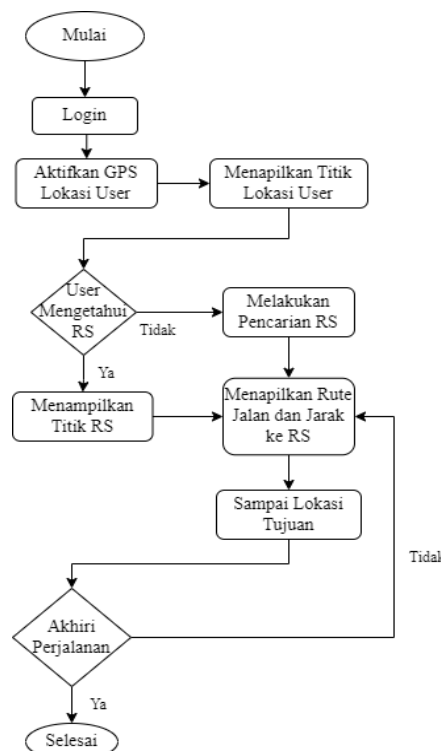 Mulai
Login
Aktifkan GPS
Lokasi User
Menapilkan Titik
Lokasi User
User
Mengetahui
RS
Tidak
Melakukan
Pencarian RS
Ya
Menampilkan
Titik RS
Menapilkan Rute
Jalan dan Jarak
ke RS
Sampai Lokasi
Tujuan
Tidak
Akhiri
Perjalanan
Ya
Selesai